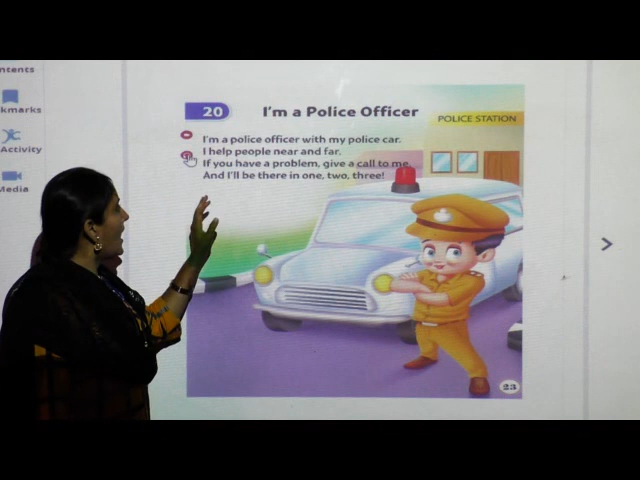 ntents
kmarks
Activity
Media
20
I'm a Police Officer
POLICE STATION
I'm a police officer with my police car.
I help people near and far.
If you have a problem, give a call to me,
And I'll be there in one, two, three!
23